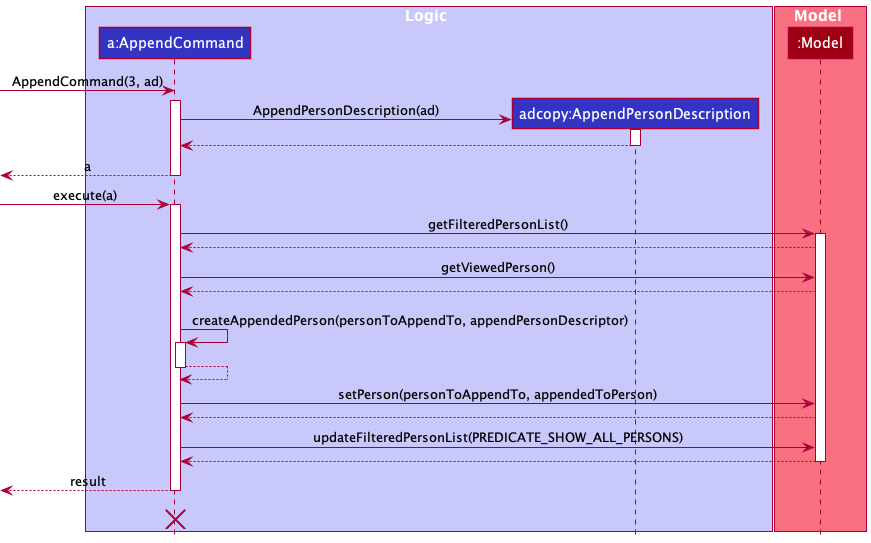 Logic
Model
a:AppendCommand
:Model
AppendCommand(3, ad)
AppendPersonDescription(ad)
adcopy:AppendPersonDescription
a
execute(a)
getFilteredPersonList()
getViewedPerson()
createAppendedPerson(personToAppendTo, appendPersonDescriptor)
setPerson(personToAppendTo, appendedToPerson)
updateFilteredPersonList(PREDICATE_SHOW_ALL_PERSONS)
result